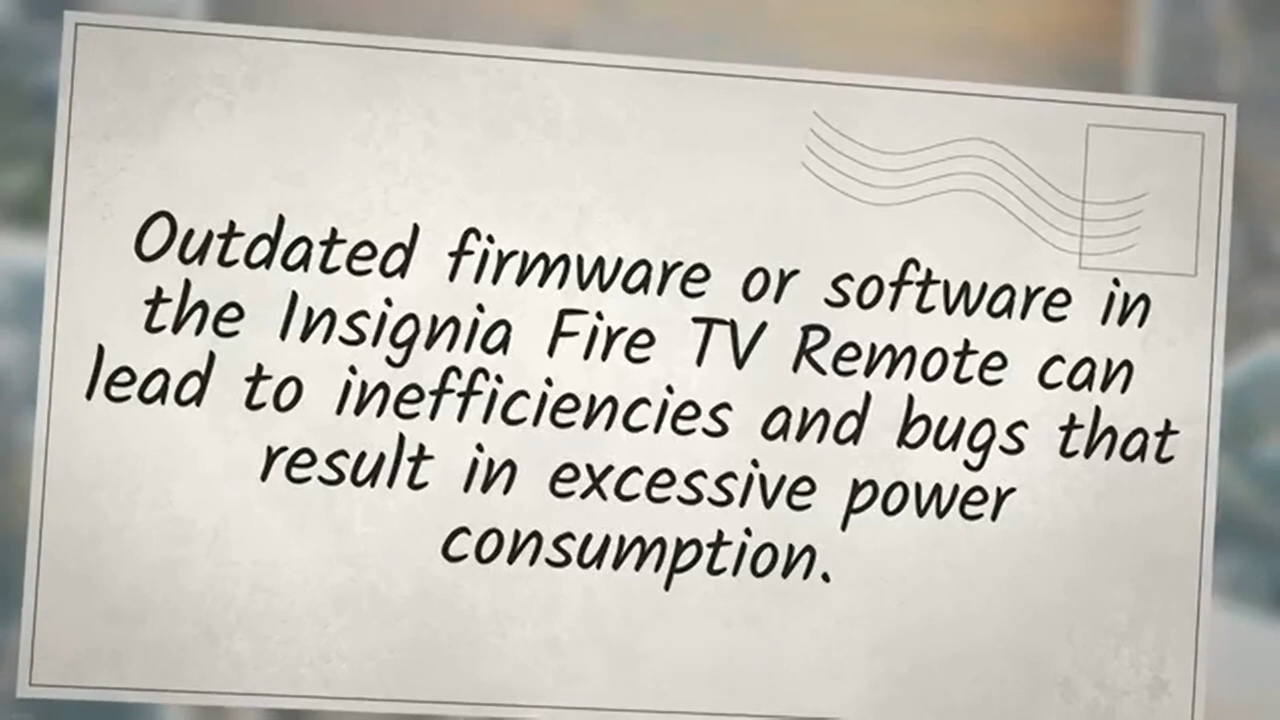 Outdated firmware or software in
the Insignia Fire TV Remote can
lead to inefficiencies and bugs that
result in excessive power
consumption.